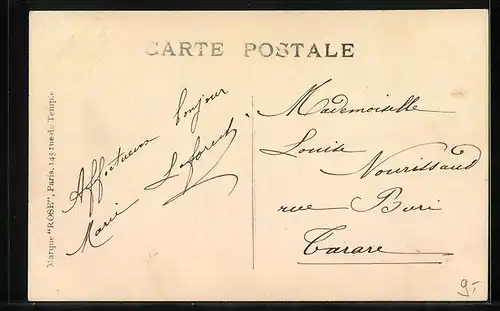 CARTE POSTALE
Marque "ROSE", Paris, 145 rue du Temple
Affectueux bonjour
Marie Laforest
Mademoiselle
Louise
Nourissaud
rue Bori
Tarare
9.-